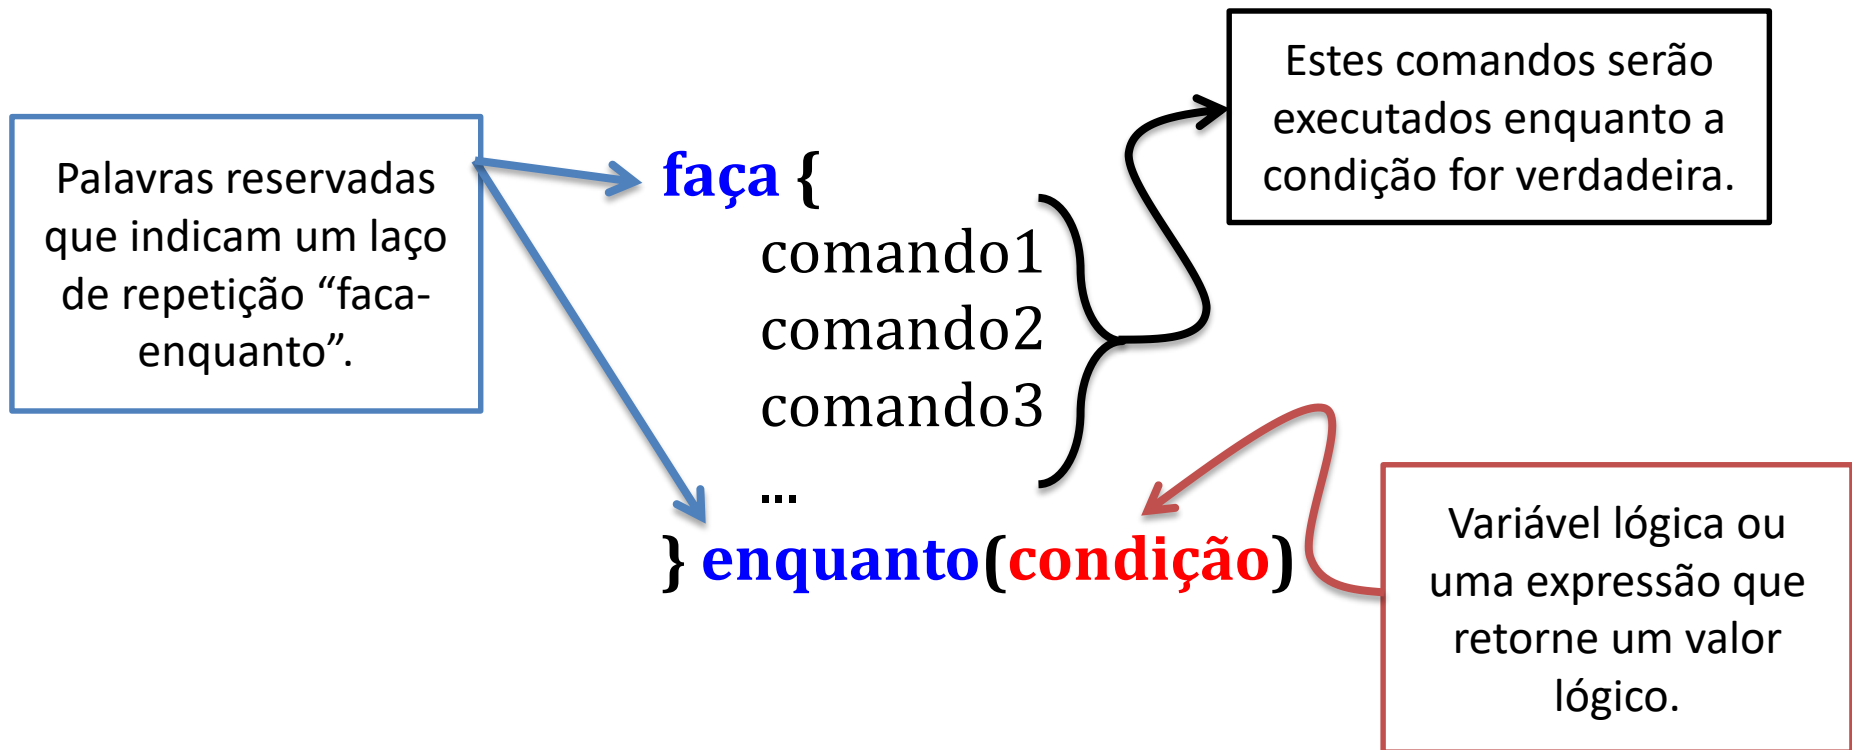 Palavras reservadas
que indicam um laço
de repetição “faca-
enquanto”.
faça {
comando1
comando2
comando3
...
} enquanto(condição)
Estes comandos serão
executados enquanto a
condição for verdadeira.
Variável lógica ou
uma expressão que
retorne um valor
lógico.